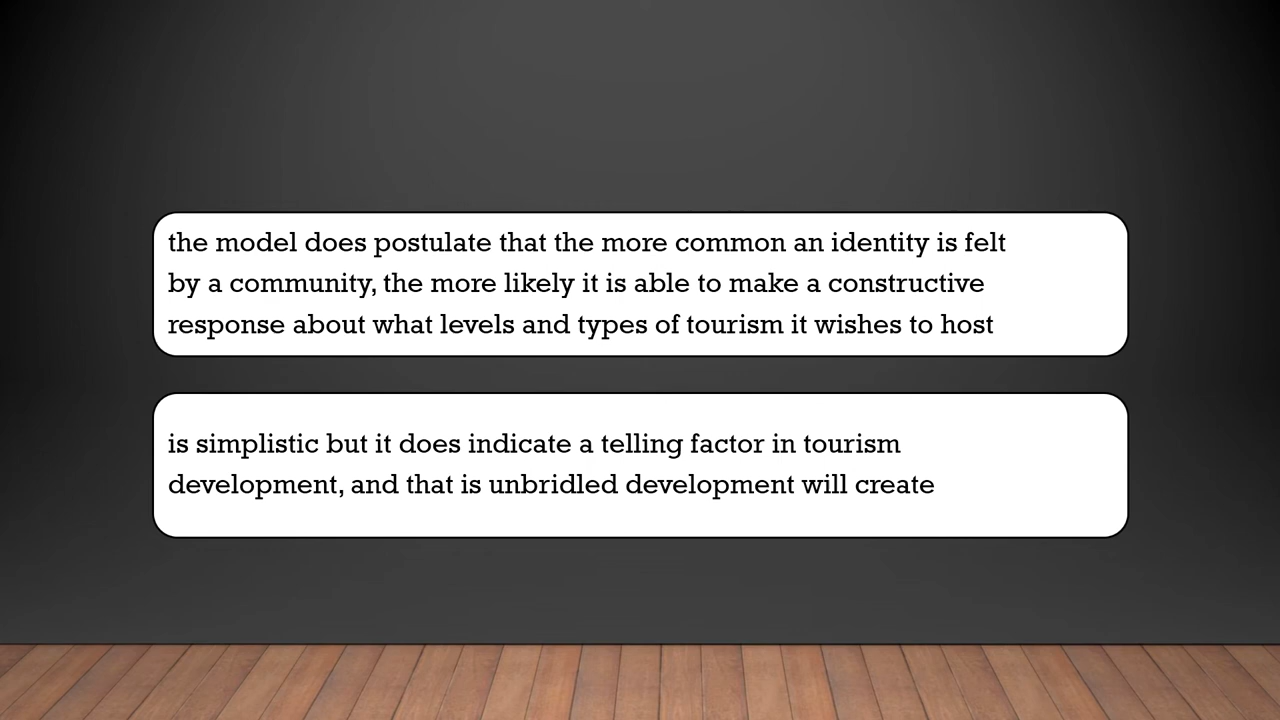 the model does postulate that the more common an identity is felt
by a community, the more likely it is able to make a constructive
response about what levels and types of tourism it wishes to host
is simplistic but it does indicate a telling factor in tourism
development, and that is unbridled development will create